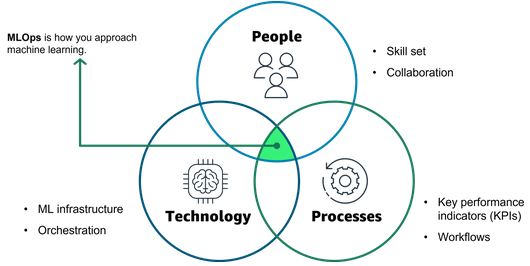 MLOps is how you approach
machine learning.
People
• Skill set
• Collaboration
Technology
Processes
• ML infrastructure
• Orchestration
• Key performance
indicators (KPIs)
• Workflows